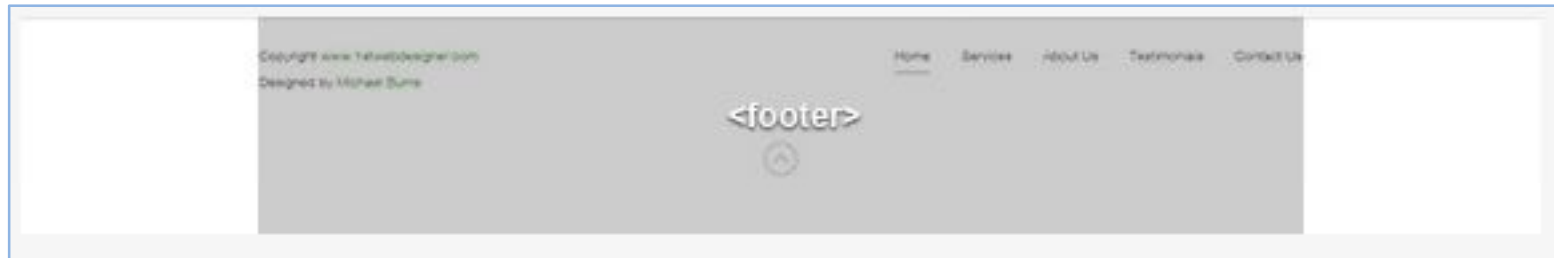 Copyright www.1stwebdesigner.com
Designed by Michael Burns
Home Services About Us Testimonials Contact Us
<footer>